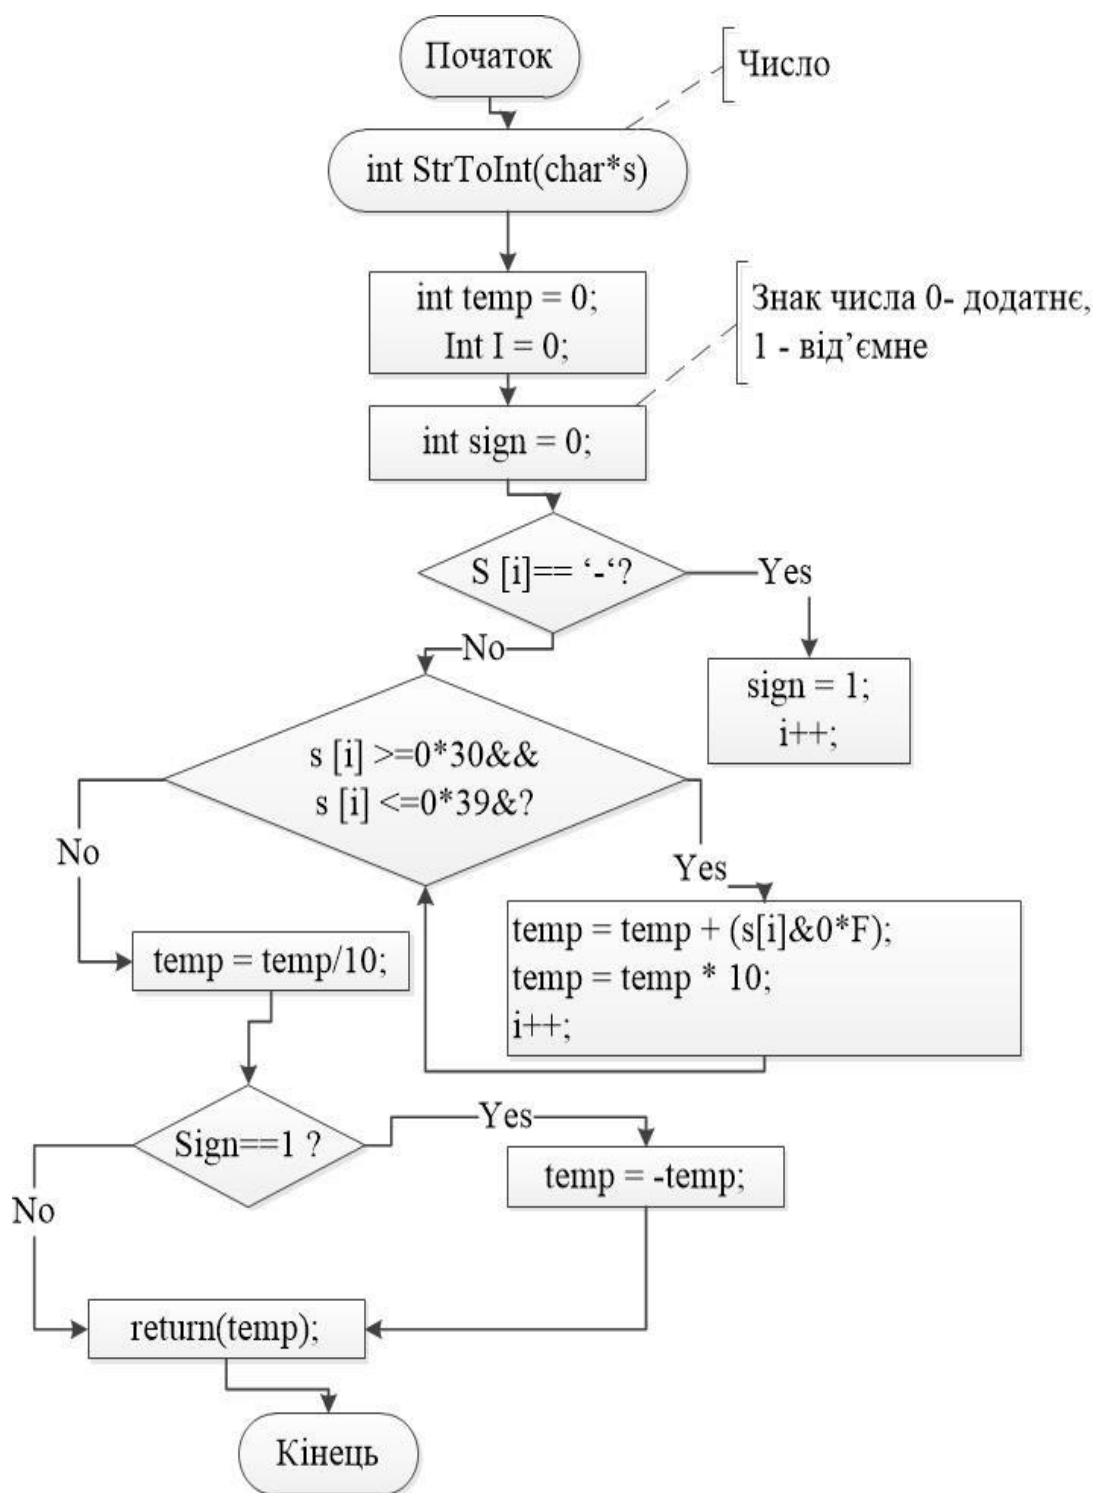 Початок
Число
int StrToInt(char*s)
int temp = 0;
Int I = 0;
Знак числа 0- додатнє,
1 - від’ємне
int sign = 0;
S [i]== ‘-‘?
Yes
No
sign = 1;
i++;
s [i] >=0*30&&
s [i] <=0*39&?
No
Yes
temp = temp + (s[i]&0*F);
temp = temp * 10;
i++;
temp = temp/10;
Sign==1 ?
Yes
temp = -temp;
No
return(temp);
Кінець